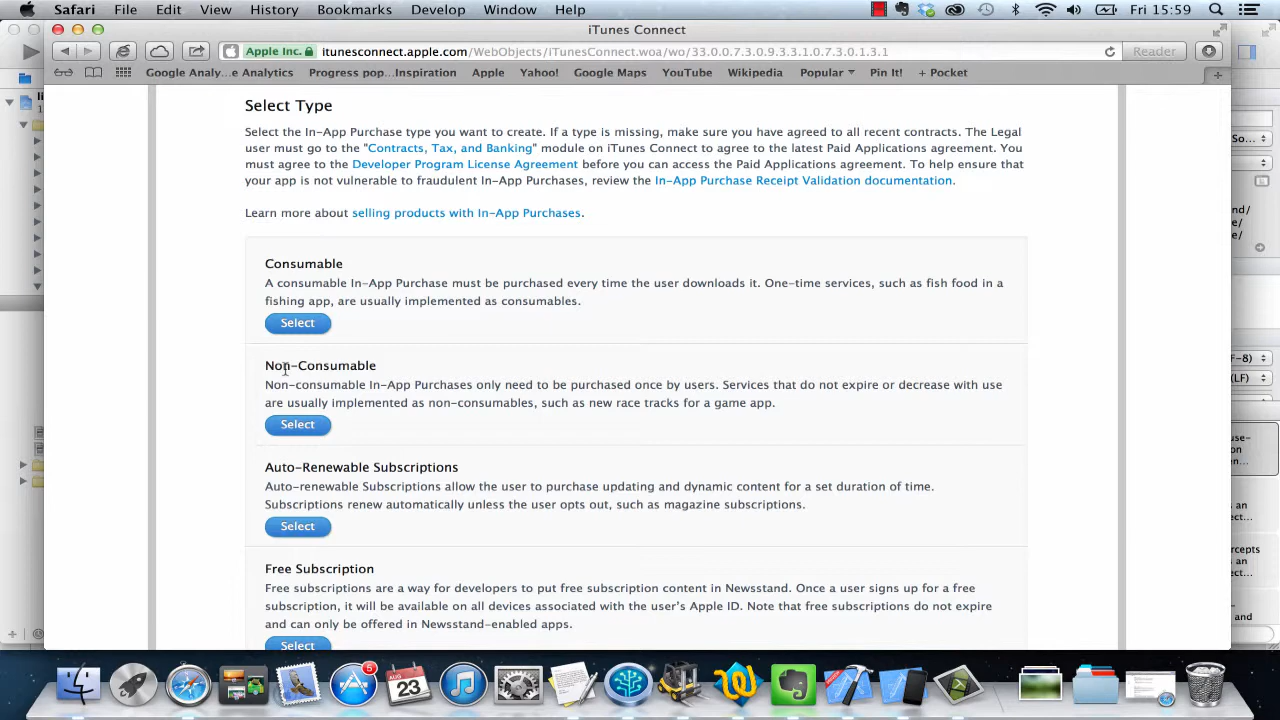 Safari File Edit View History Bookmarks Develop Window Help Fri 15:59
iTunes Connect
Apple Inc. itunesconnect.apple.com/WebObjects/iTunesConnect.woa/wo/33.0.0.7.3.0.9.3.3.1.0.7.3.0.1.3.1 Reader
Google Analy...e Analytics Progress pop...Inspiration Apple Yahoo! Google Maps YouTube Wikipedia Popular Pin It! + Pocket
Select Type
Select the In-App Purchase type you want to create. If a type is missing, make sure you have agreed to all recent contracts. The Legal
user must go to the "Contracts, Tax, and Banking" module on iTunes Connect to agree to the latest Paid Applications agreement. You
must agree to the Developer Program License Agreement before you can access the Paid Applications agreement. To help ensure that
your app is not vulnerable to fraudulent In-App Purchases, review the In-App Purchase Receipt Validation documentation.
Learn more about selling products with In-App Purchases.
Consumable
A consumable In-App Purchase must be purchased every time the user downloads it. One-time services, such as fish food in a
fishing app, are usually implemented as consumables.
Select
Non-Consumable
Non-consumable In-App Purchases only need to be purchased once by users. Services that do not expire or decrease with use
are usually implemented as non-consumables, such as new race tracks for a game app.
Select
Auto-Renewable Subscriptions
Auto-renewable Subscriptions allow the user to purchase updating and dynamic content for a set duration of time.
Subscriptions renew automatically unless the user opts out, such as magazine subscriptions.
Select
Free Subscription
Free subscriptions are a way for developers to put free subscription content in Newsstand. Once a user signs up for a free
subscription, it will be available on all devices associated with the user's Apple ID. Note that free subscriptions do not expire
and can only be offered in Newsstand-enabled apps.
Select
So...
nd/
e/
e/
F-8)
(LF)
use-
on
en...
s an
ect...
cepts
s an
ect...
and
AUG
23
5